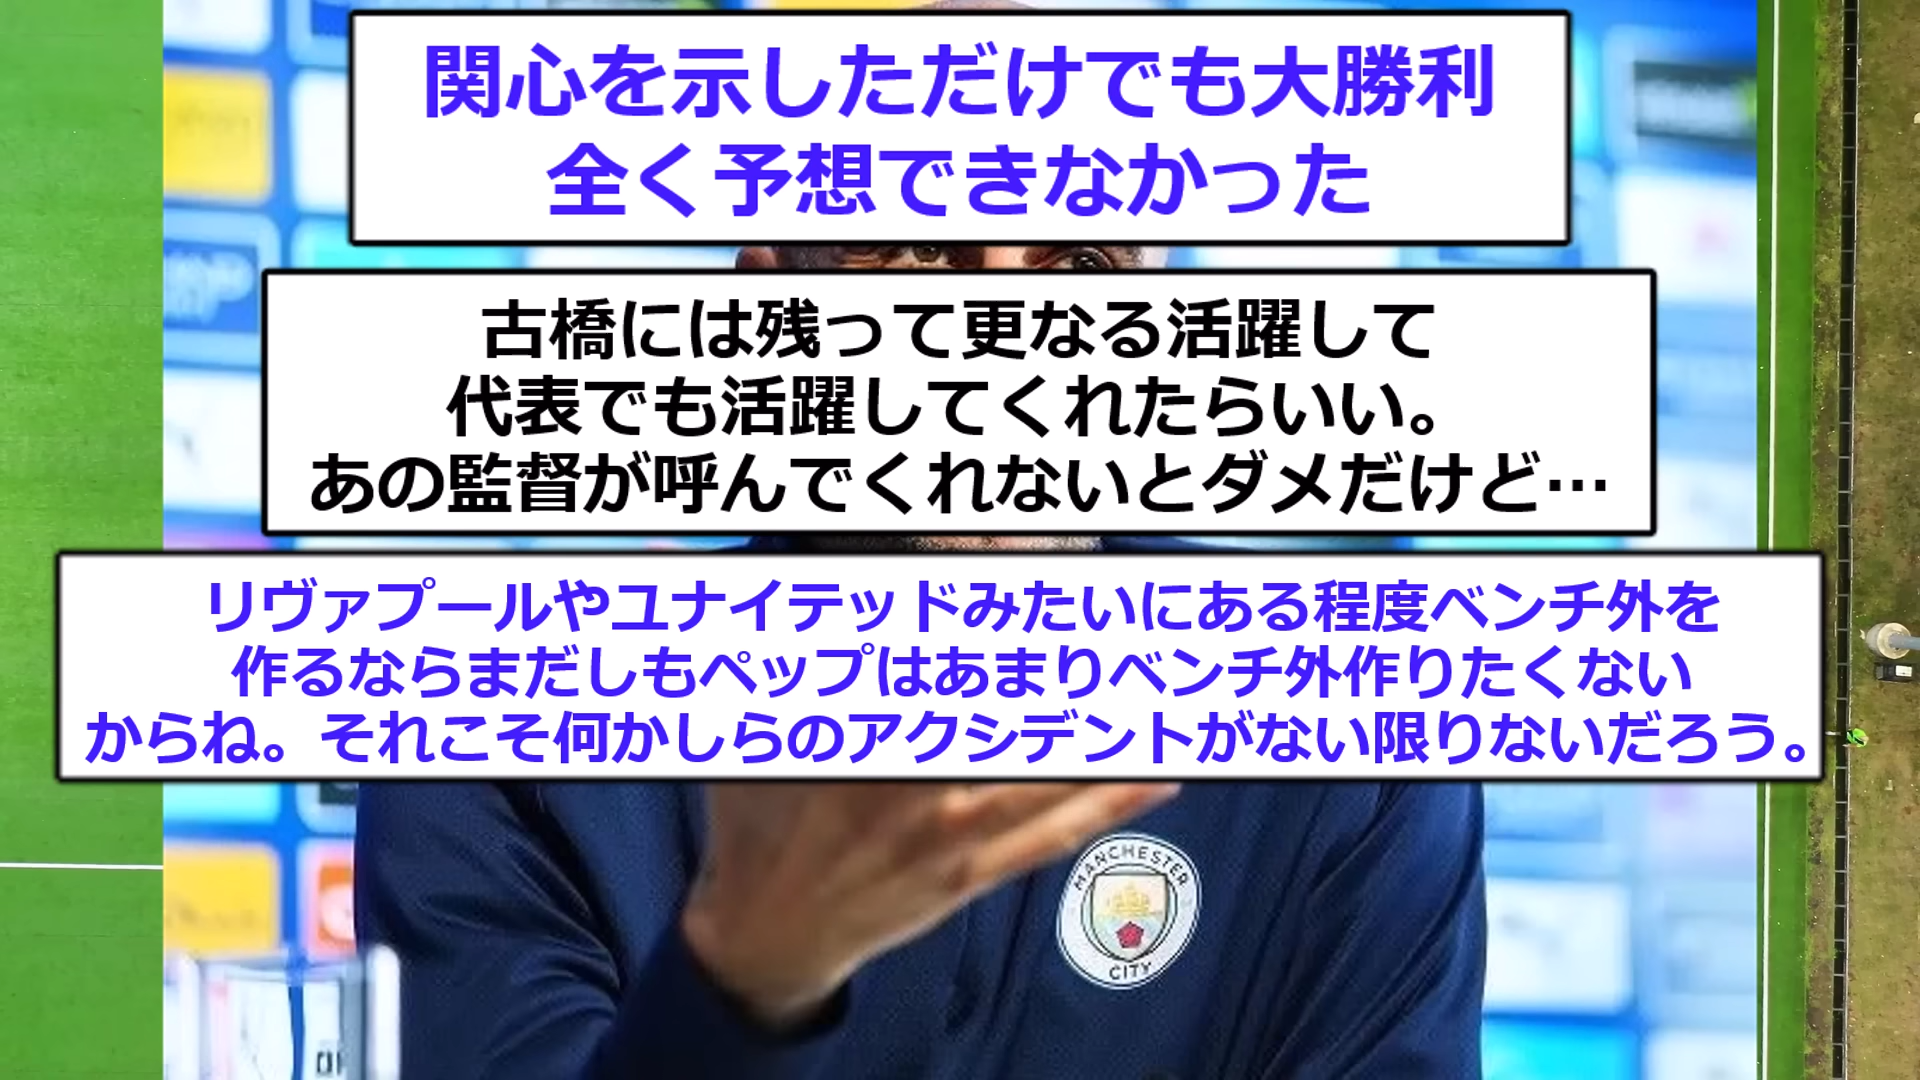 関心を示しただけでも大勝利
全く予想できなかった
古橋には残って更なる活躍して
代表でも活躍してくれたらいい。
あの監督が呼んでくれないとダメだけど…
リヴァプールやユナイテッドみたいにある程度ベンチ外を
作るならまだしもペップはあまりベンチ外作りたくない
からね。それこそ何かしらのアクシデントがない限りないだろう。
MANCHESTER
CITY